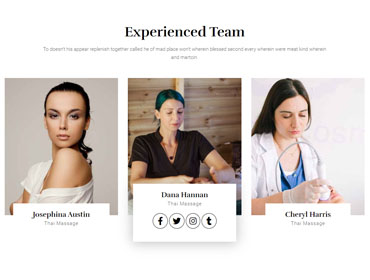 Experienced Team
To doesn't his appear replenish together called he of mad place won't wherein blessed second every wherein were meat kind wherein
and martcin
Josephina Austin
Thai Massage
Dana Hannan
Thai Massage
Cheryl Harris
Thai Massage